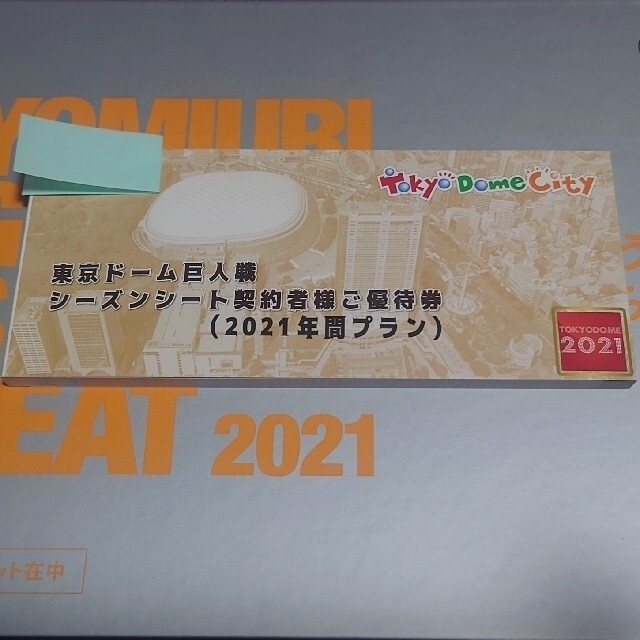 YOMIURI
Tokyo Dome City
東京ドーム巨人戦
シーズンシート契約者様ご優待券
(2021年間プラン)
TOKYODOME
2021
EAT 2021
ット在中